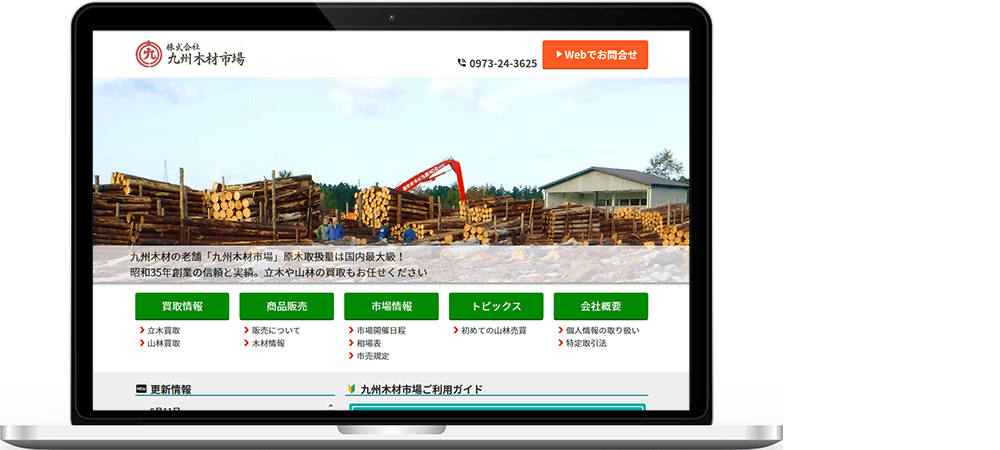 株式会社
九州木材市場
0973-24-3625
Webでお問合せ
九州木材の老舗「九州木材市場」原木取扱量は国内最大級！
昭和35年創業の信頼と実績。立木や山林の買取もお任せください
買取情報
商品販売
市場情報
トピックス
会社概要
立木買取
山林買取
販売について
木材情報
市場開催日程
相場表
市売規定
初めての山林売買
個人情報の取り扱い
特定取引法
NEW 更新情報
九州木材市場ご利用ガイド